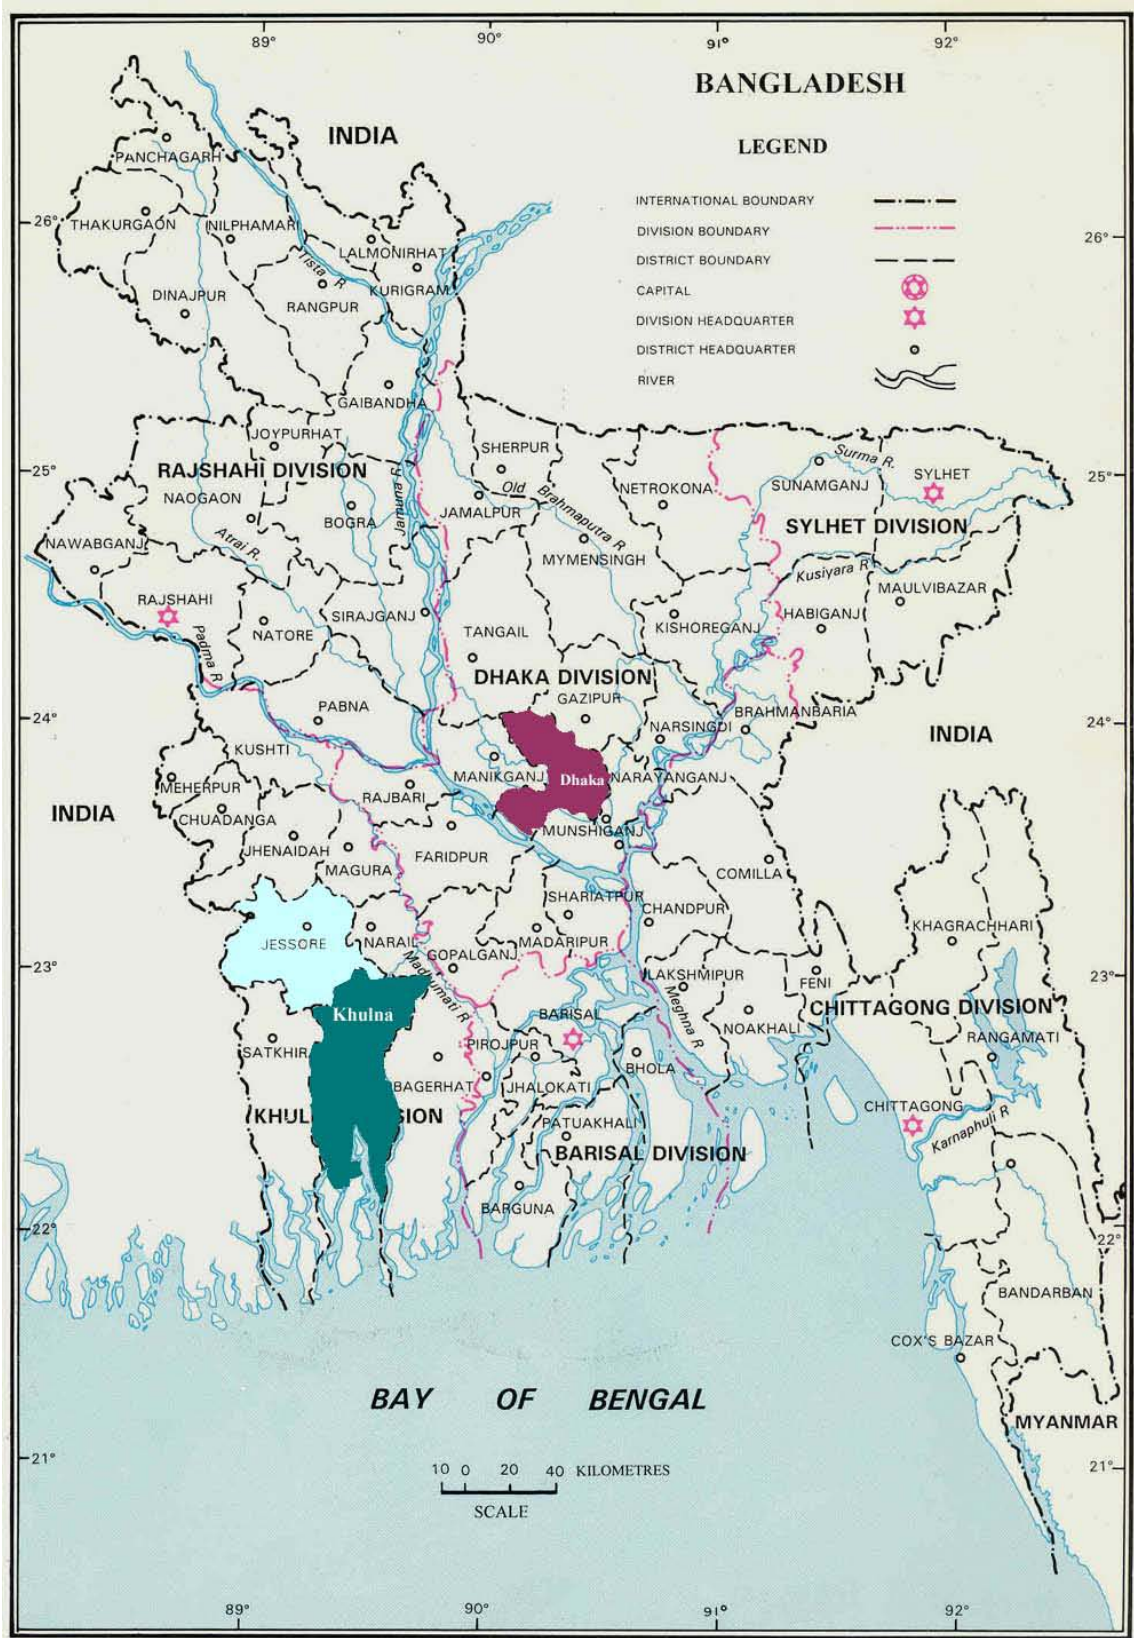 89°
90°
91°
92°
BANGLADESH
INDIA
LEGEND
PANCHAGARH
INTERNATIONAL BOUNDARY
26°
THAKURGAON
NILPHAMARI
DIVISION BOUNDARY
26°
LALMONIRHAT
Tista R
DISTRICT BOUNDARY
KURIGRAM
CAPITAL
DINAJPUR
RANGPUR
DIVISION HEADQUARTER
DISTRICT HEADQUARTER
RIVER
GAIBANDHA
JOYPURHAT
SHERPUR
25°
RAJSHAHI DIVISION
Surma R.
SYLHET
25°
NAOGAON
Jamuna R.
Old Brahmaputra R
NETROKONA
SUNAMGANJ
BOGRA
JAMALPUR
SYLHET DIVISION
NAWABGANJ
Atrai R.
MYMENSINGH
Kusiyara R
MAULVIBAZAR
RAJSHAHI
SIRAJGANJ
HABIGANJ
Padma R
NATORE
TANGAIL
KISHOREGANJ
DHAKA DIVISION
GAZIPUR
24°
PABNA
BRAHMANBARIA
24°
NARSINGDI
INDIA
KUSHTI
MEHERPUR
MANIKGANJ
Dhaka
NARAYANGANJ
RAJBARI
INDIA
CHUADANGA
MUNSHIGANJ
JHENAIDAH
FARIDPUR
MAGURA
COMILLA
SHARIATPUR
CHANDPUR
KHAGRACHHARI
JESSORE
NARAIL
MADARIPUR
GOPALGANJ
23°
Madhumati R
LAKSHMIPUR
23°
FENI
Khulna
BARISAL
Meghna R
CHITTAGONG DIVISION
NOAKHALI
RANGAMATI
SATKHIR
PIROJPUR
BHOLA
BAGERHAT
JHALOKATI
CHITTAGONG
KHUL
SION
PATUAKHALI
Karnaphuli R
BARISAL DIVISION
BARGUNA
22°
22°
BANDARBAN
COX'S BAZAR
BAY OF BENGAL
MYANMAR
21°
10 0 20 40 KILOMETRES
21°
SCALE
89°
90°
91°
92°